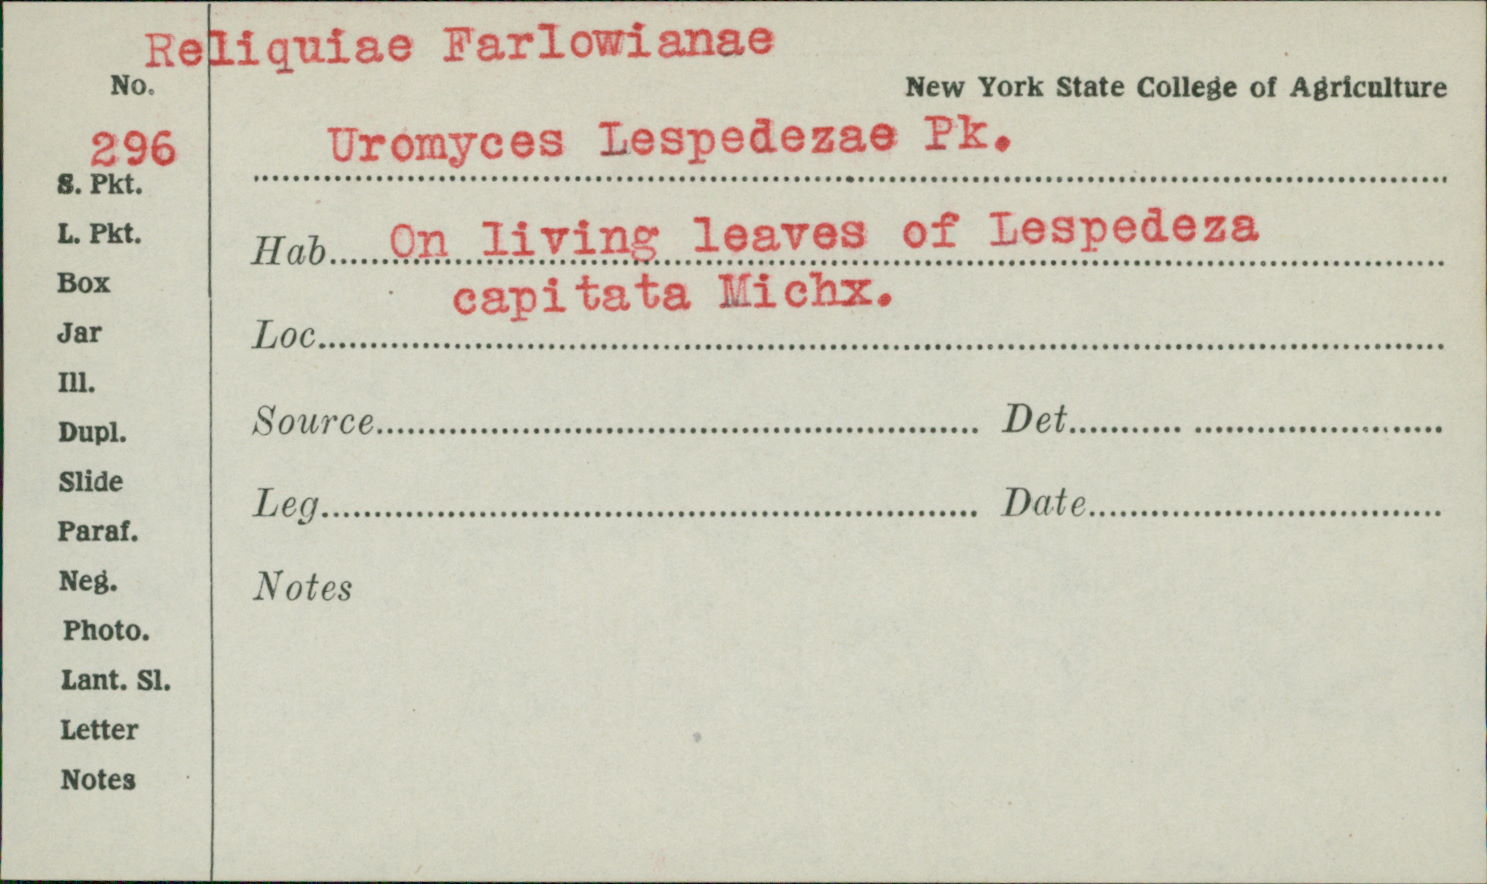 Reliquiae Farlowianae
No.
New York State College of Agriculture
296
Uromyces Lespedezae Pk.
S. Pkt.
L. Pkt.
Hab. On living leaves of Lespedeza
Box
capitata Michx.
Jar
Loc.
Ill.
Dupl.
Source Det.
Slide
Leg. Date
Paraf.
Neg.
Notes
Photo.
Lant. Sl.
Letter
Notes